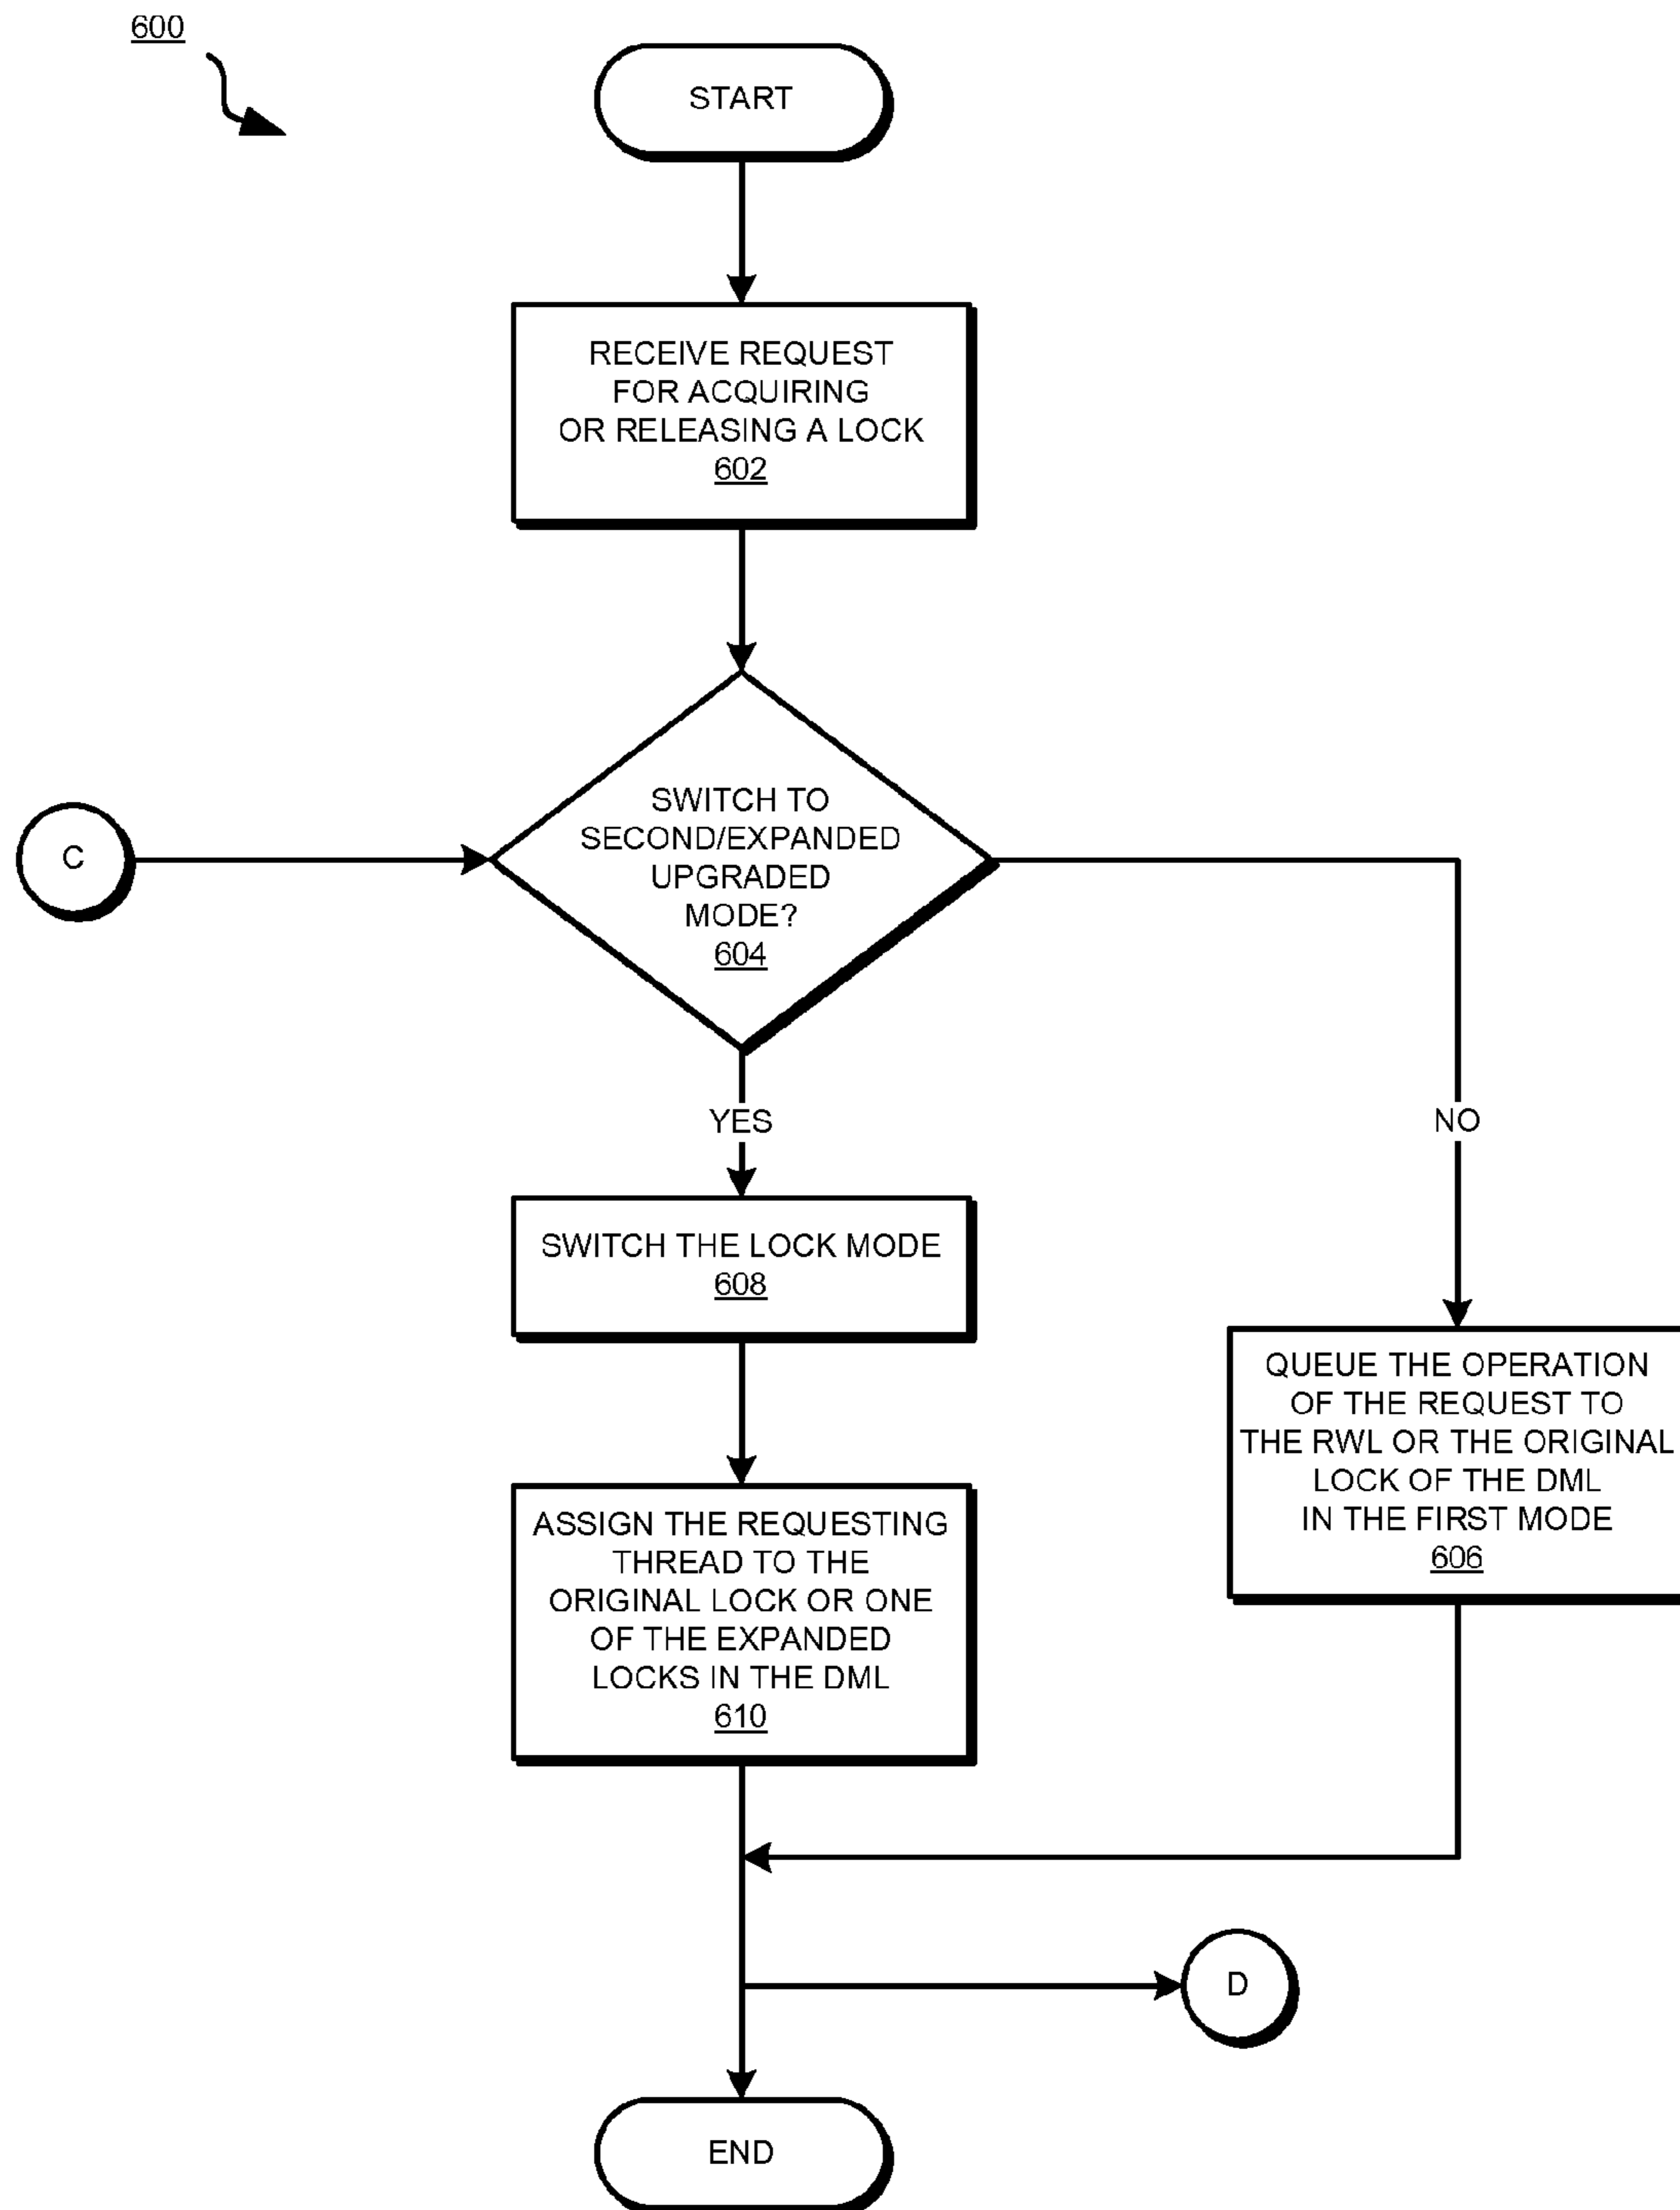 600
START
RECEIVE REQUEST
FOR ACQUIRING
OR RELEASING A LOCK
602
SWITCH TO
SECOND/EXPANDED
UPGRADED
MODE?
604
C
YES
NO
SWITCH THE LOCK MODE
608
QUEUE THE OPERATION
OF THE REQUEST TO
THE RWL OR THE ORIGINAL
LOCK OF THE DML
IN THE FIRST MODE
606
ASSIGN THE REQUESTING
THREAD TO THE
ORIGINAL LOCK OR ONE
OF THE EXPANDED
LOCKS IN THE DML
610
D
END